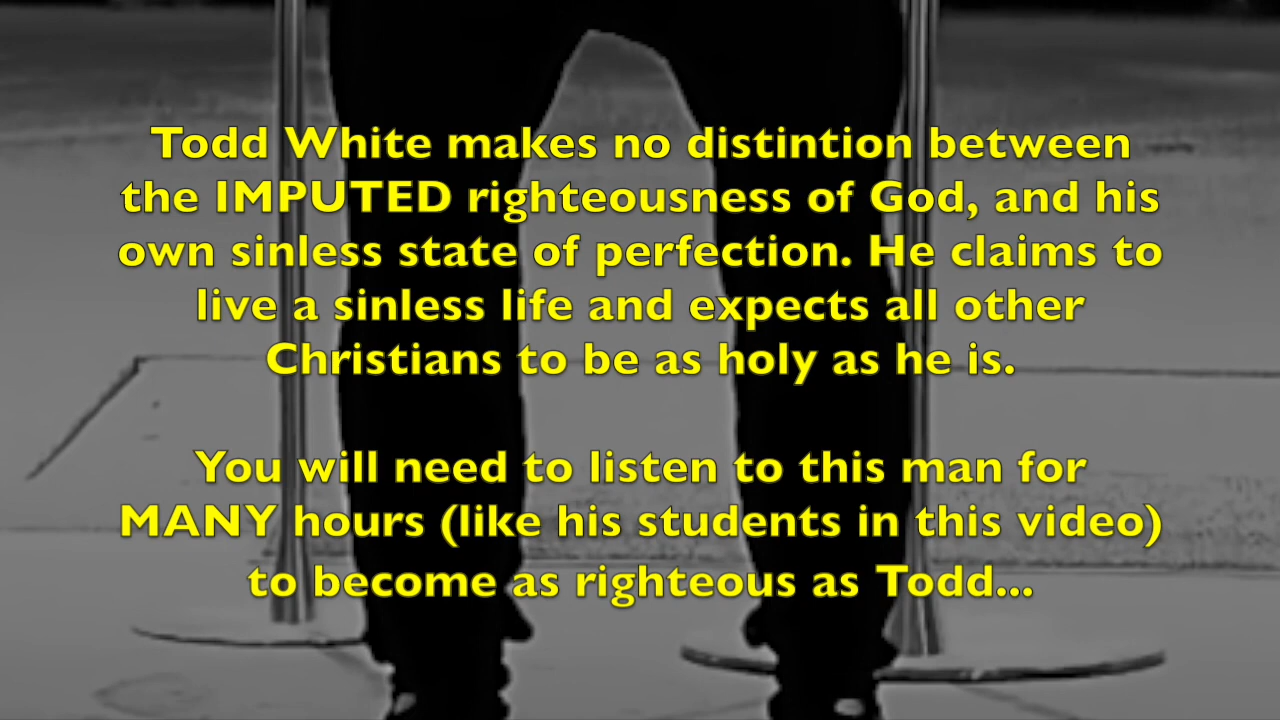 Todd White makes no distintion between
the IMPUTED righteousness of God, and his
own sinless state of perfection. He claims to
live a sinless life and expects all other
Christians to be as holy as he is.
You will need to listen to this man for
MANY hours (like his students in this video)
to become as righteous as Todd...